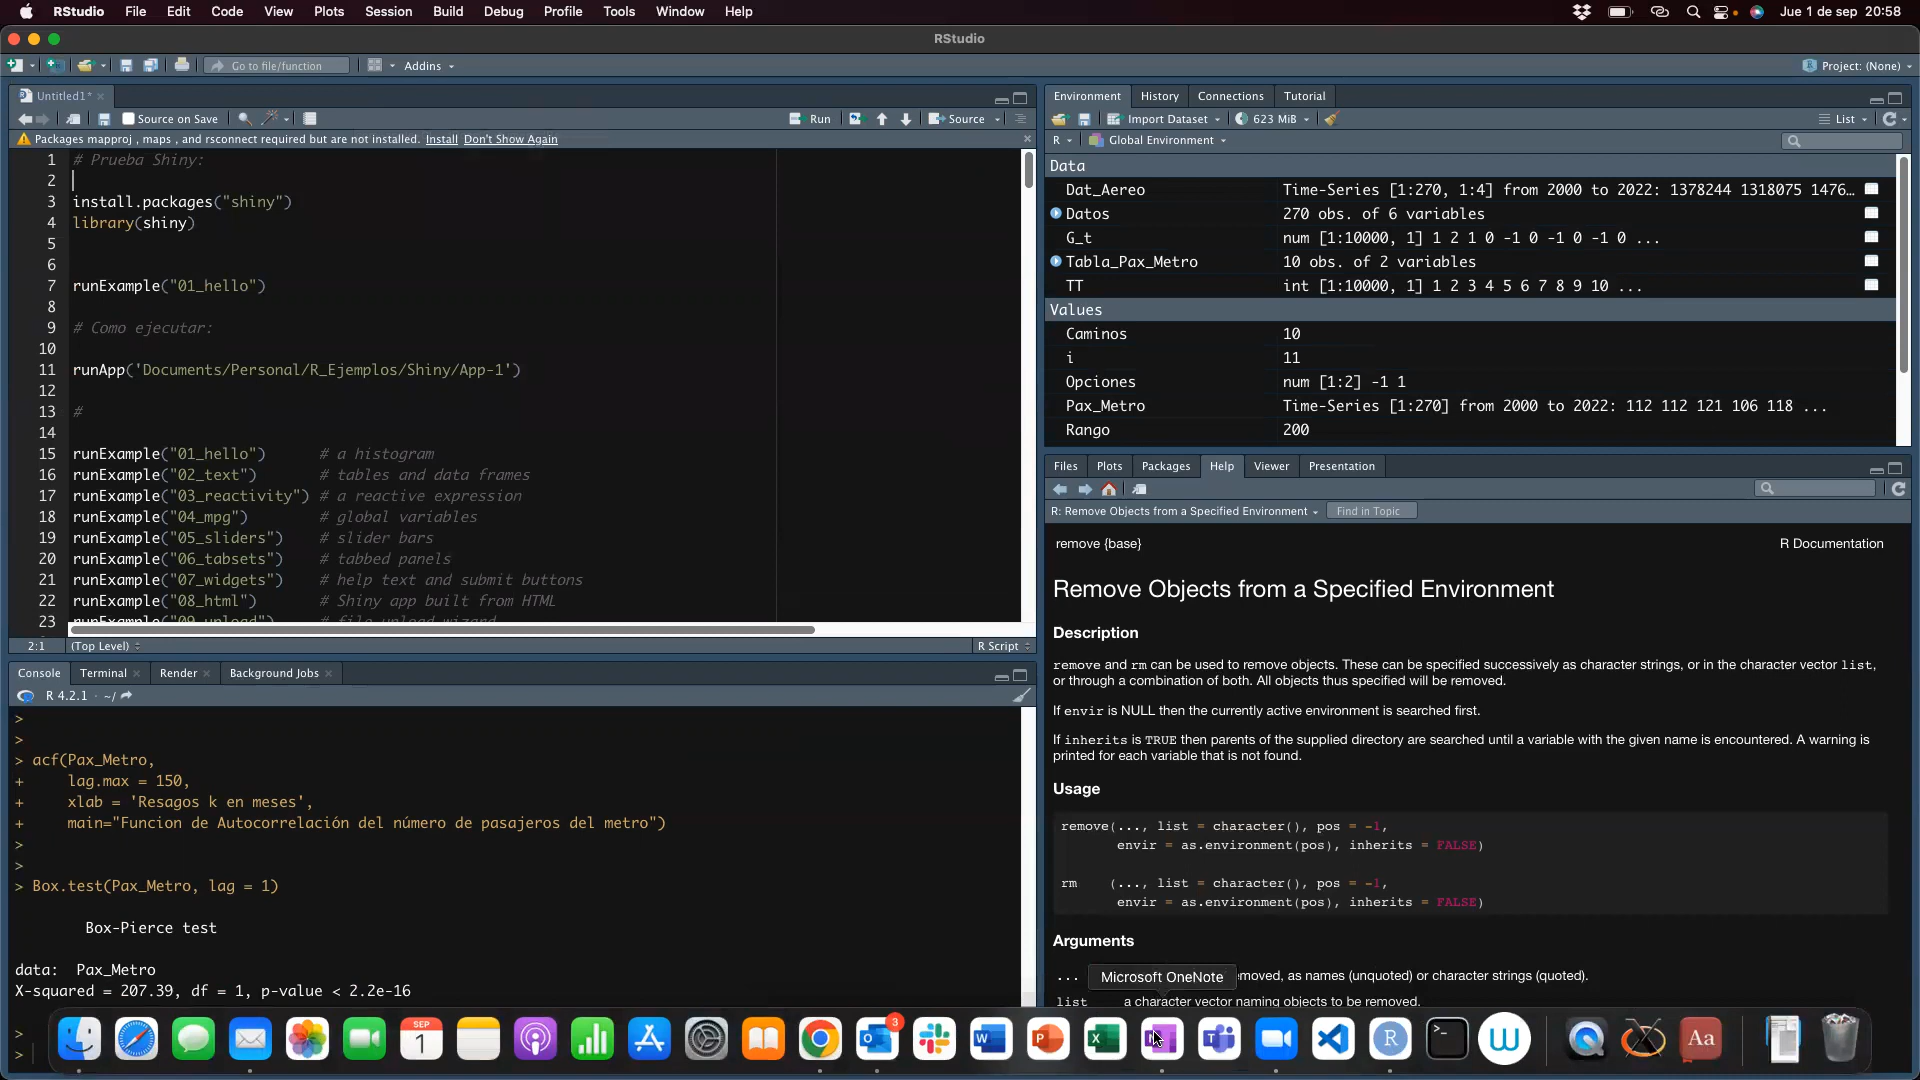 RStudio File Edit Code View Plots Session Build Debug Profile Tools Window Help Jue 1 de sep 20:58
RStudio
Go to file/function Addins Project: (None)
Untitled1*
Source on Save Run Source
Packages mapproj , maps , and rsconnect required but are not installed. Install Don't Show Again
1 # Prueba Shiny:
2
3 install.packages("shiny")
4 library(shiny)
5
6
7 runExample("01_hello")
8
9 # Como ejecutar:
10
11 runApp('Documents/Personal/R_Ejemplos/Shiny/App-1')
12
13 #
14
15 runExample("01_hello") # a histogram
16 runExample("02_text") # tables and data frames
17 runExample("03_reactivity") # a reactive expression
18 runExample("04_mpg") # global variables
19 runExample("05_sliders") # slider bars
20 runExample("06_tabsets") # tabbed panels
21 runExample("07_widgets") # help text and submit buttons
22 runExample("08_html") # Shiny app built from HTML
23 runExample("09_upload") # file upload wizard
2:1 (Top Level) R Script
Console Terminal Render Background Jobs
R 4.2.1 · ~/
>
>
> acf(Pax_Metro,
+ lag.max = 150,
+ xlab = 'Resagos k en meses',
+ main="Funcion de Autocorrelación del número de pasajeros del metro")
>
>
> Box.test(Pax_Metro, lag = 1)
Box-Pierce test
data: Pax_Metro
X-squared = 207.39, df = 1, p-value < 2.2e-16
>
>
Environment History Connections Tutorial
Import Dataset 623 MiB List
R Global Environment
Data
Dat_Aereo Time-Series [1:270, 1:4] from 2000 to 2022: 1378244 1318075 1476…
Datos 270 obs. of 6 variables
G_t num [1:10000, 1] 1 2 1 0 -1 0 -1 0 -1 0 ...
Tabla_Pax_Metro 10 obs. of 2 variables
TT int [1:10000, 1] 1 2 3 4 5 6 7 8 9 10 ...
Values
Caminos 10
i 11
Opciones num [1:2] -1 1
Pax_Metro Time-Series [1:270] from 2000 to 2022: 112 112 121 106 118 ...
Rango 200
Files Plots Packages Help Viewer Presentation
R: Remove Objects from a Specified Environment Find in Topic
remove {base} R Documentation
Remove Objects from a Specified Environment
Description
remove and rm can be used to remove objects. These can be specified successively as character strings, or in the character vector list,
or through a combination of both. All objects thus specified will be removed.
If envir is NULL then the currently active environment is searched first.
If inherits is TRUE then parents of the supplied directory are searched until a variable with the given name is encountered. A warning is
printed for each variable that is not found.
Usage
remove(..., list = character(), pos = -1,
envir = as.environment(pos), inherits = FALSE)
rm (..., list = character(), pos = -1,
envir = as.environment(pos), inherits = FALSE)
Arguments
... emoved, as names (unquoted) or character strings (quoted).
Microsoft OneNote
list a character vector naming objects to be removed.
SEP
1
3
W P X N T R >_ W Aa